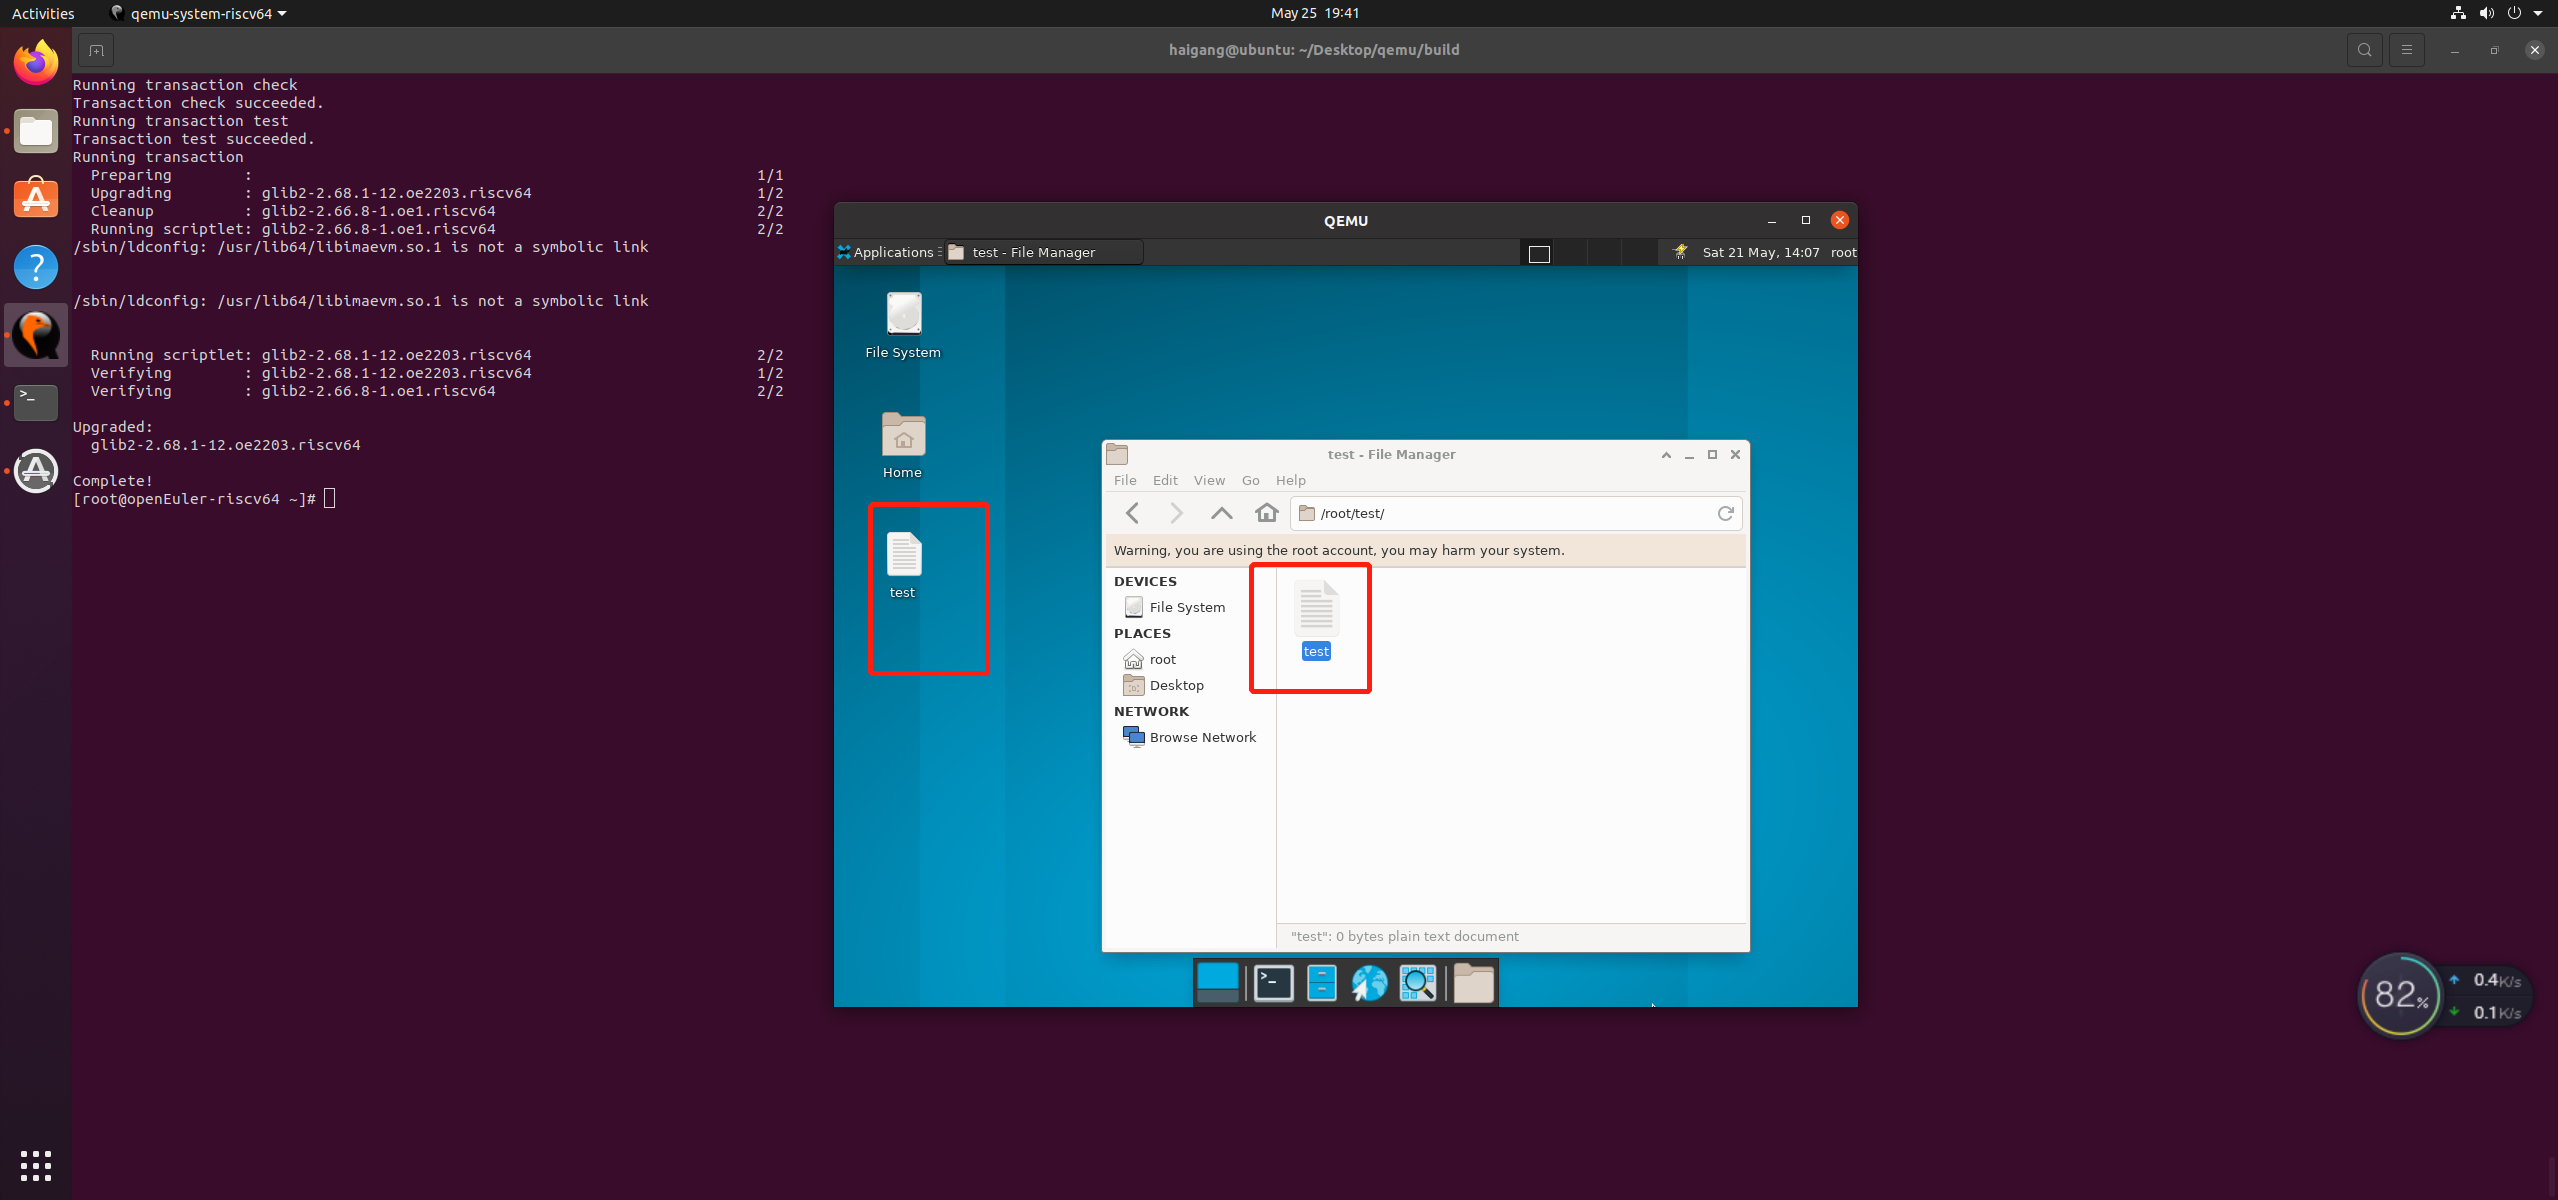 Activities
qemu-system-riscv64
May 25  19:41
haigang@ubuntu: ~/Desktop/qemu/build
Running transaction check
Transaction check succeeded.
Running transaction test
Transaction test succeeded.
Running transaction
  Preparing        :                                                        1/1
  Upgrading        : glib2-2.68.1-12.oe2203.riscv64                         1/2
  Cleanup          : glib2-2.66.8-1.oe1.riscv64                             2/2
  Running scriptlet: glib2-2.66.8-1.oe1.riscv64                             2/2
/sbin/ldconfig: /usr/lib64/libimaevm.so.1 is not a symbolic link
/sbin/ldconfig: /usr/lib64/libimaevm.so.1 is not a symbolic link
  Running scriptlet: glib2-2.68.1-12.oe2203.riscv64                         2/2
  Verifying        : glib2-2.68.1-12.oe2203.riscv64                         1/2
  Verifying        : glib2-2.66.8-1.oe1.riscv64                             2/2
Upgraded:
  glib2-2.68.1-12.oe2203.riscv64
Complete!
[root@openEuler-riscv64 ~]#
QEMU
Applications
test - File Manager
Sat 21 May, 14:07
root
File System
Home
test
test - File Manager
File Edit View Go Help
/root/test/
Warning, you are using the root account, you may harm your system.
DEVICES
File System
PLACES
root
Desktop
NETWORK
Browse Network
test
"test": 0 bytes plain text document
82%
0.4K/s
0.1K/s